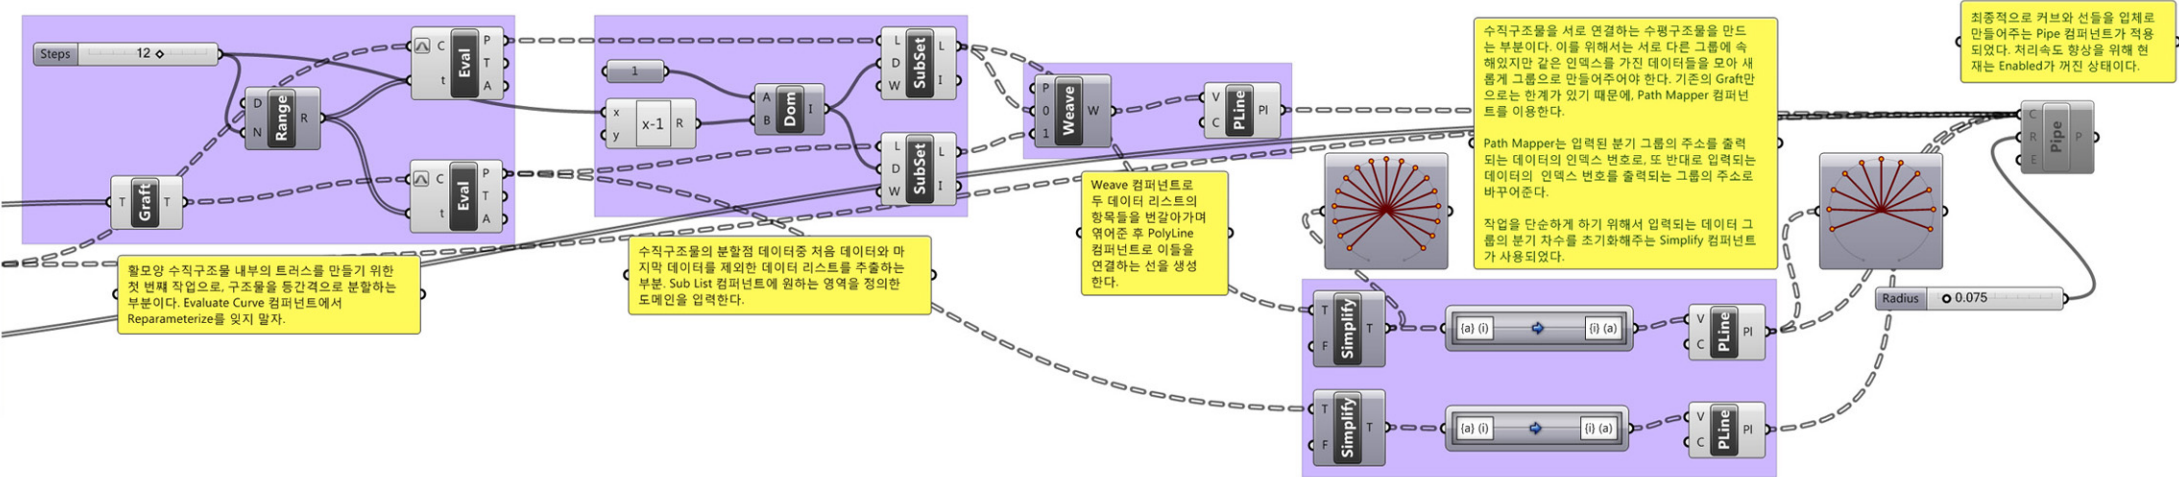 Steps
12
Graft
T
T
D
N
Range
R
C
t
Eval
P
T
A
C
t
Eval
P
T
A
활모양 수직구조물 내부의 트러스를 만들기 위한
첫 번째 작업으로, 구조물을 등간격으로 분할하는
부분이다. Evaluate Curve 컴퍼넌트에서
Reparameterize를 잊지 말자.
1
x
y
x-1
R
A
B
Dom
I
L
D
W
SubSet
L
I
L
D
W
SubSet
L
I
수직구조물의 분할점 데이터중 처음 데이터와 마
지막 데이터를 제외한 데이터 리스트를 추출하는
부분. Sub List 컴퍼넌트에 원하는 영역을 정의한
도메인을 입력한다.
P
0
1
Weave
W
V
C
PLine
Pl
Weave 컴퍼넌트로
두 데이터 리스트의
항목들을 번갈아가며
엮어준 후 PolyLine
컴퍼넌트로 이들을
연결하는 선을 생성
한다.
수직구조물을 서로 연결하는 수평구조물을 만드
는 부분이다. 이를 위해서는 서로 다른 그룹에 속
해있지만 같은 인덱스를 가진 데이터들을 모아 새
롭게 그룹으로 만들어주어야 한다. 기존의 Graft만
으로는 한계가 있기 때문에, Path Mapper 컴퍼넌
트를 이용한다.
Path Mapper는 입력된 분기 그룹의 주소를 출력
되는 데이터의 인덱스 번호로, 또 반대로 입력되는
데이터의 인덱스 번호를 출력되는 그룹의 주소로
바꾸어준다.
작업을 단순하게 하기 위해서 입력되는 데이터 그
룹의 분기 차수를 초기화해주는 Simplify 컴퍼넌트
가 사용되었다.
T
F
Simplify
T
{a} (i)
{i} (a)
V
C
PLine
Pl
T
F
Simplify
T
{a} (i)
{i} (a)
V
C
PLine
Pl
최종적으로 커브와 선들을 입체로
만들어주는 Pipe 컴퍼넌트가 적용
되었다. 처리속도 향상을 위해 현
재는 Enabled가 꺼진 상태이다.
C
R
E
Pipe
P
Radius
0.075